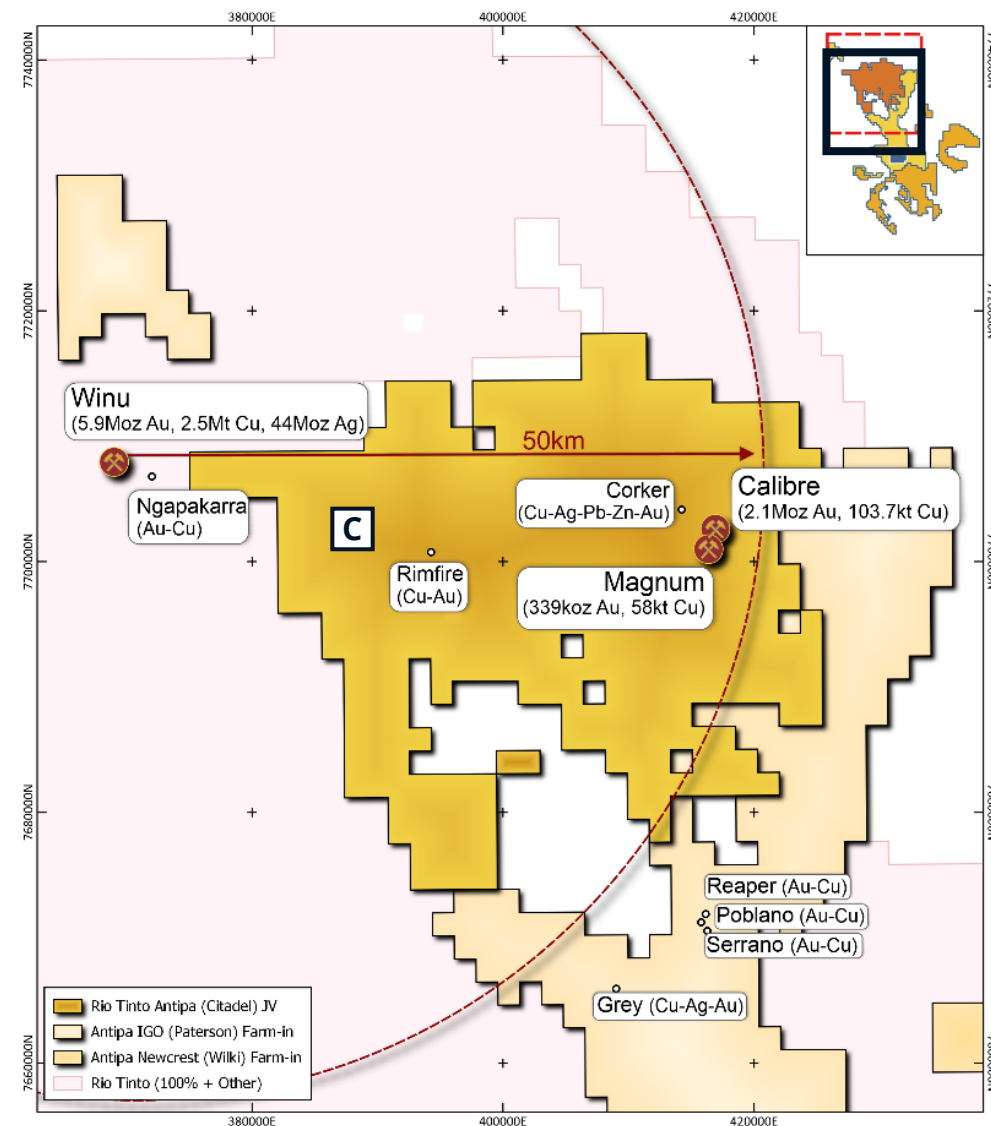 380000E
400000E
420000E
7740000N
7720000N
Winu
(5.9Moz Au, 2.5Mt Cu, 44Moz Ag)
50km
Ngapakarra
(Au-Cu)
C
Corker
(Cu-Ag-Pb-Zn-Au)
Calibre
(2.1Moz Au, 103.7kt Cu)
Rimfire
(Cu-Au)
Magnum
(339koz Au, 58kt Cu)
7700000N
7680000N
Reaper (Au-Cu)
Poblano (Au-Cu)
Serrano (Au-Cu)
Grey (Cu-Ag-Au)
Rio Tinto Antipa (Citadel) JV
Antipa IGO (Paterson) Farm-in
Antipa Newcrest (Wilki) Farm-in
Rio Tinto (100% + Other)
7660000N
380000E
400000E
420000E